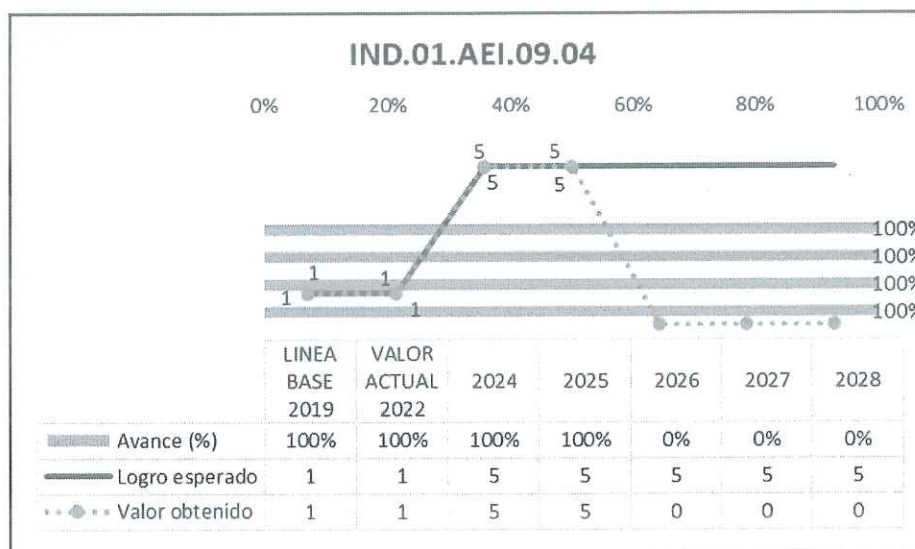 IND.01.AEI.09.04
0% 20% 40% 60% 80% 100%
5 5
5 5
100%
100%
1 1 100%
1 1 100%
LINEA BASE 2019 VALOR ACTUAL 2022 2024 2025 2026 2027 2028
Avance (%) 100% 100% 100% 100% 0% 0% 0%
Logro esperado 1 1 5 5 5 5 5
Valor obtenido 1 1 5 5 0 0 0